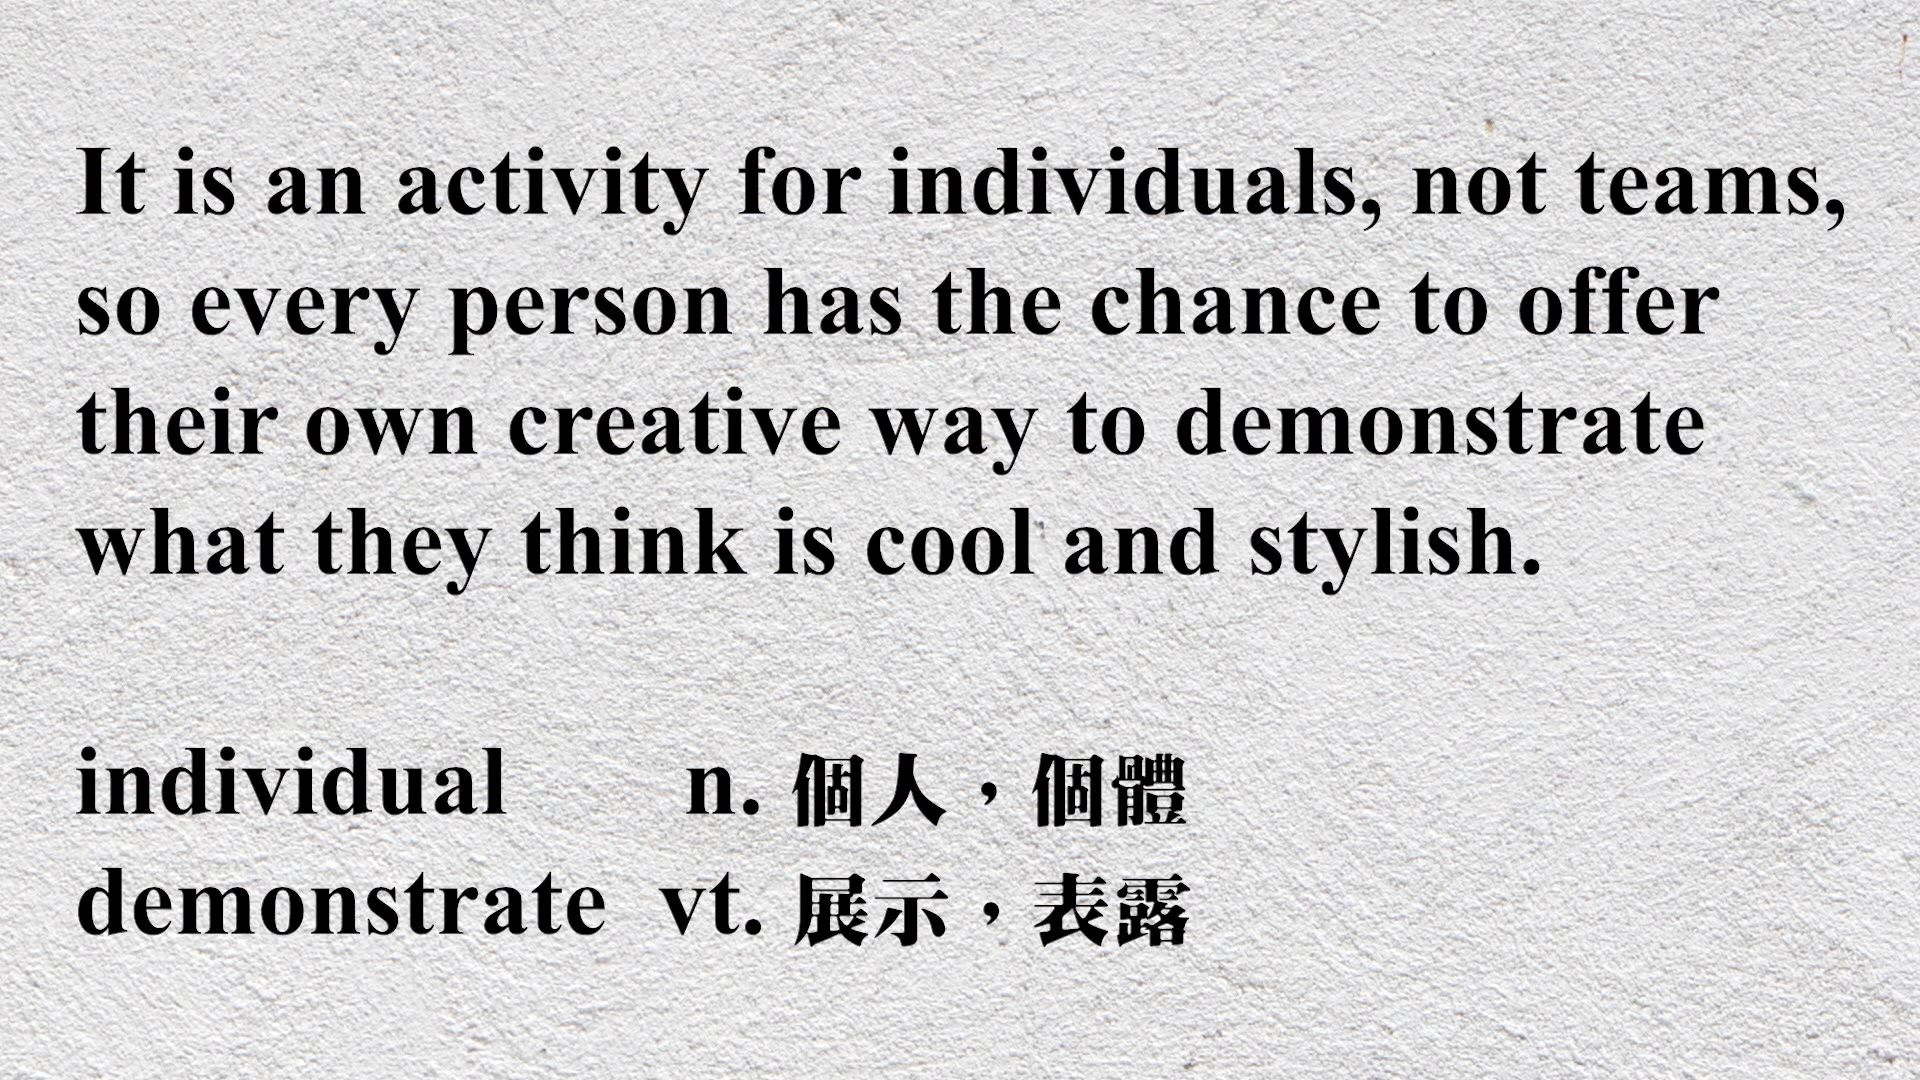 It is an activity for individuals, not teams,
so every person has the chance to offer
their own creative way to demonstrate
what they think is cool and stylish.
individual n. 個人，個體
demonstrate vt. 展示，表露